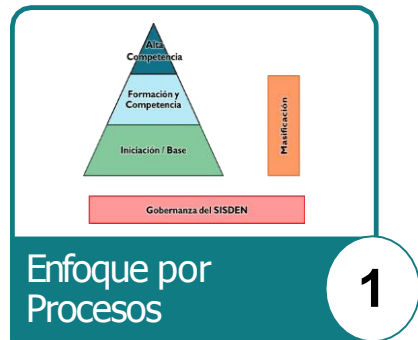 Alta
Competencia
Formación y
Competencia
Iniciación / Base
Masificación
Gobernanza del SISDEN
Enfoque por
Procesos
1